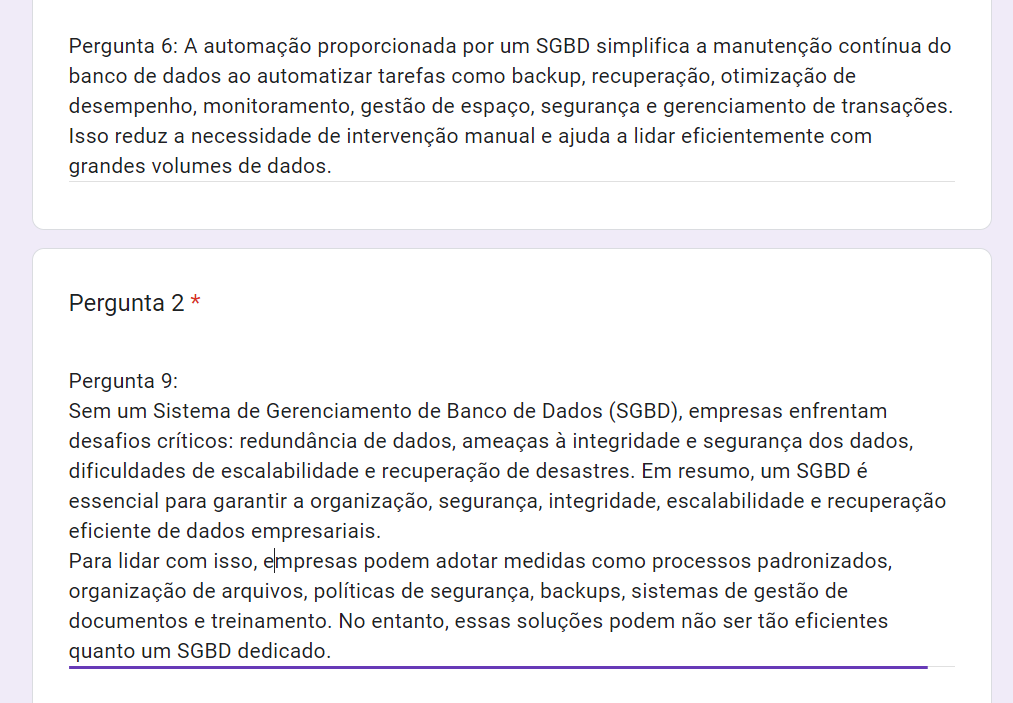 Pergunta 6: A automação proporcionada por um SGBD simplifica a manutenção contínua do
banco de dados ao automatizar tarefas como backup, recuperação, otimização de
desempenho, monitoramento, gestão de espaço, segurança e gerenciamento de transações.
Isso reduz a necessidade de intervenção manual e ajuda a lidar eficientemente com
grandes volumes de dados.
Pergunta 2 *
Pergunta 9:
Sem um Sistema de Gerenciamento de Banco de Dados (SGBD), empresas enfrentam
desafios críticos: redundância de dados, ameaças à integridade e segurança dos dados,
dificuldades de escalabilidade e recuperação de desastres. Em resumo, um SGBD é
essencial para garantir a organização, segurança, integridade, escalabilidade e recuperação
eficiente de dados empresariais.
Para lidar com isso, empresas podem adotar medidas como processos padronizados,
organização de arquivos, políticas de segurança, backups, sistemas de gestão de
documentos e treinamento. No entanto, essas soluções podem não ser tão eficientes
quanto um SGBD dedicado.